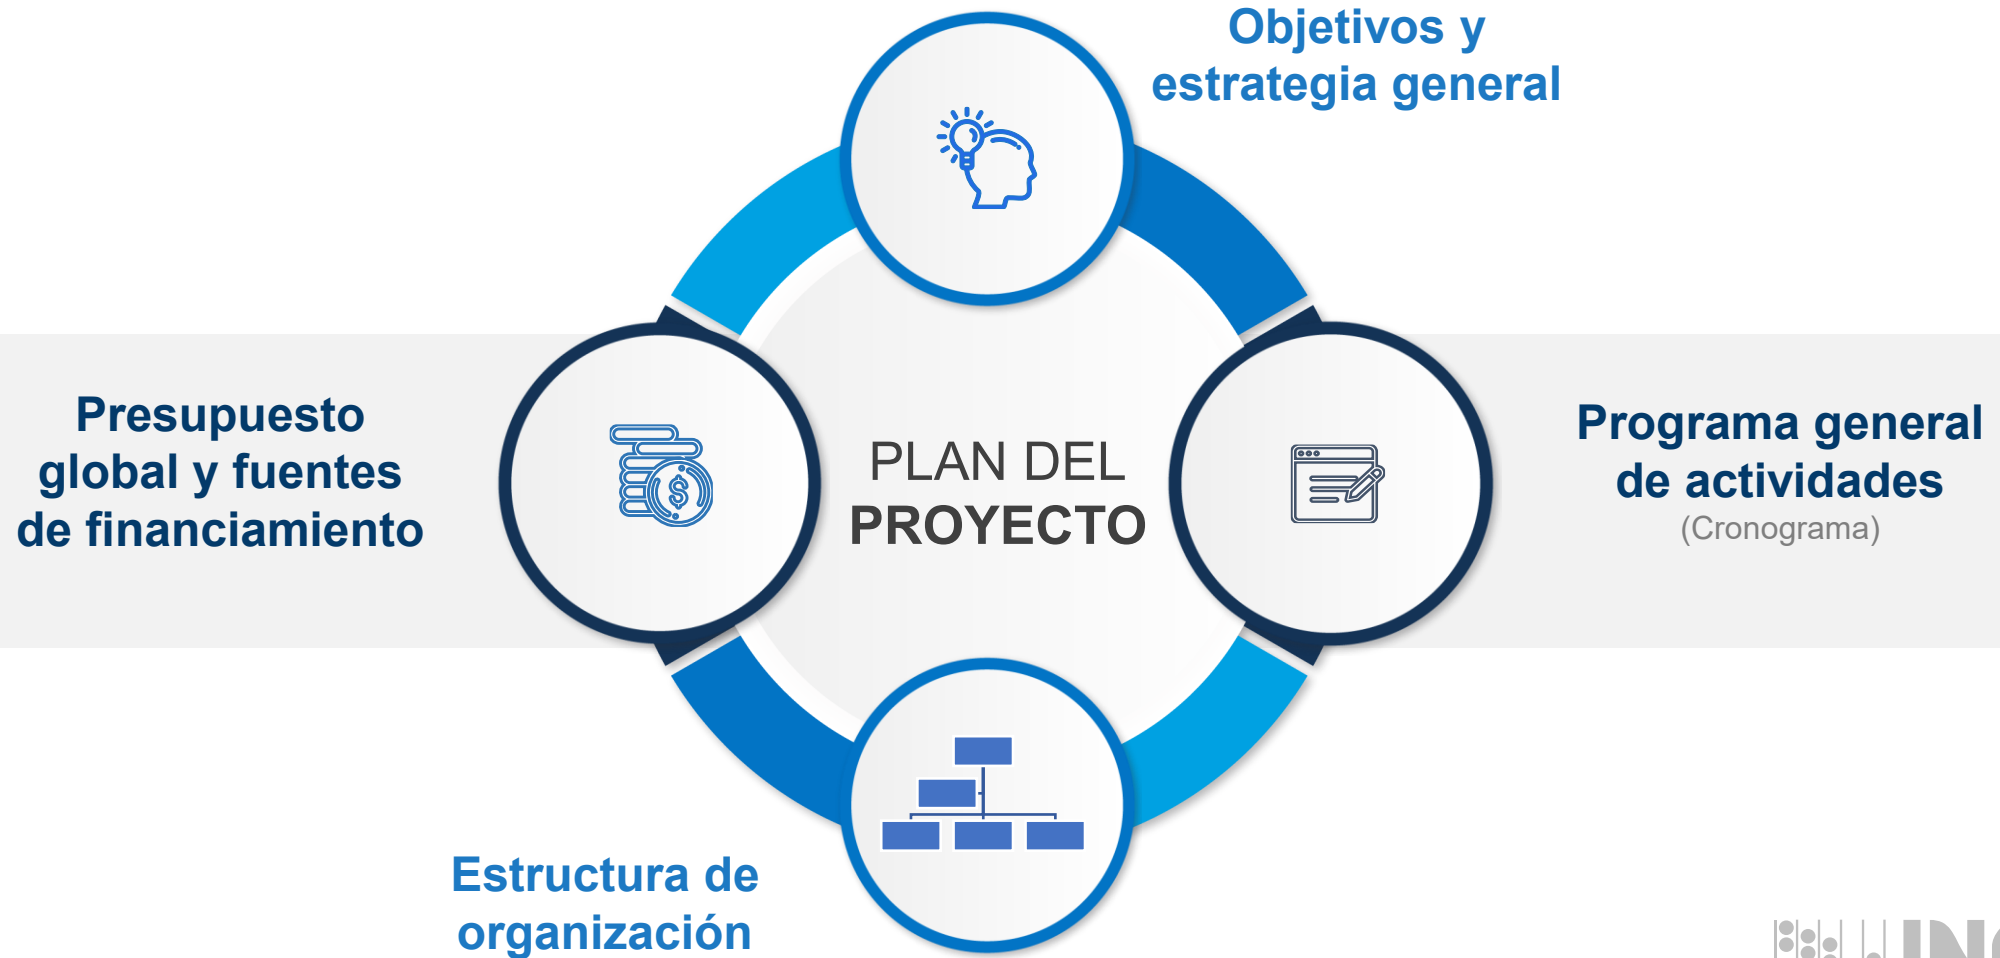 Objetivos y
estrategia general
Presupuesto
global y fuentes
de financiamiento
PLAN DEL
PROYECTO
Programa general
de actividades
(Cronograma)
Estructura de
organización